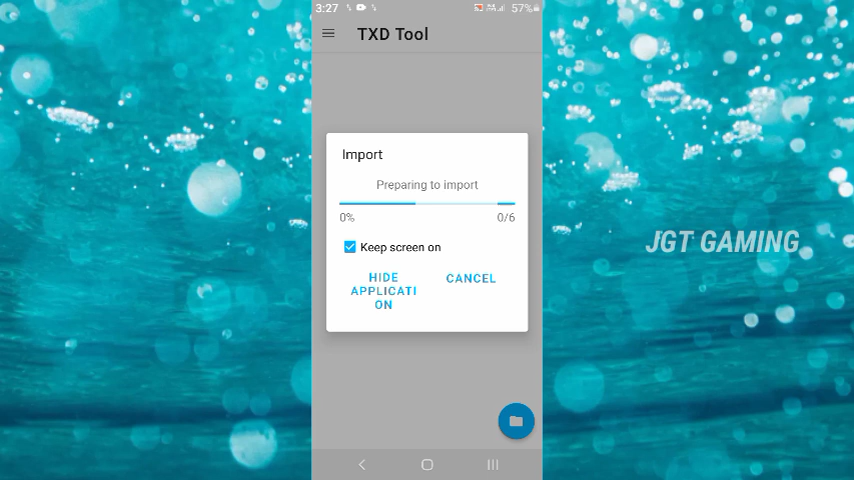 3:27
57%
TXD Tool
Import
Preparing to import
0%
0/6
Keep screen on
HIDE
APPLICATI
ON
CANCEL
JGT GAMING